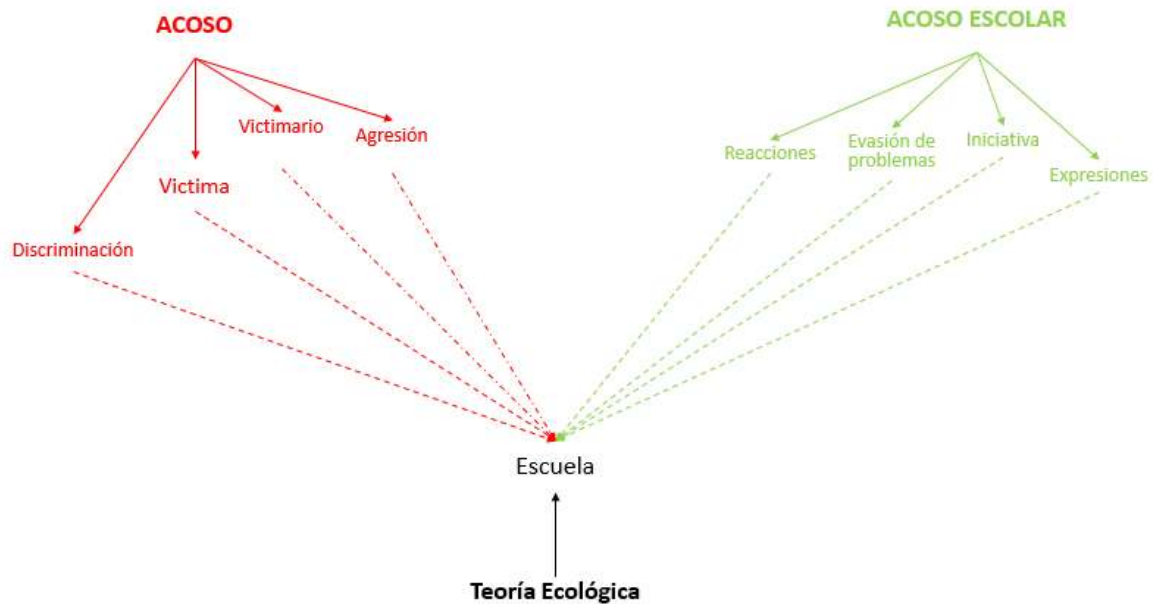 ACOSO
ACOSO ESCOLAR
Victimario
Agresión
Victima
Discriminación
Reacciones
Evasión de
problemas
Iniciativa
Expresiones
Escuela
Teoría Ecológica